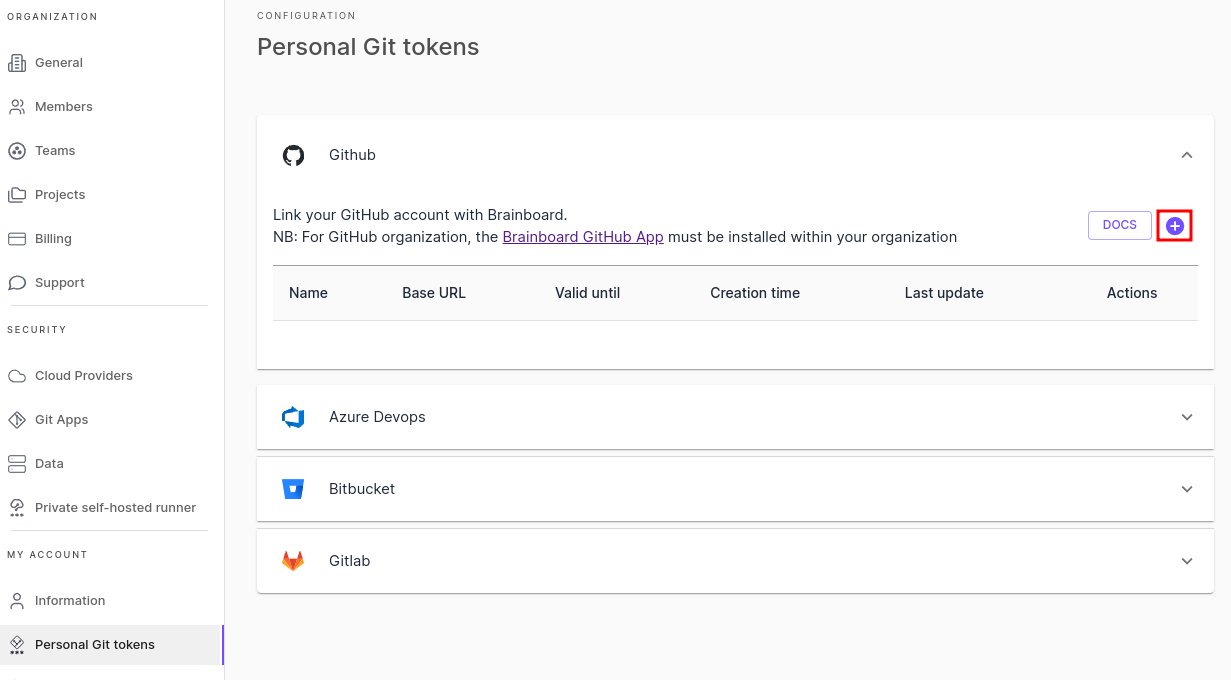 ORGANIZATION
General
Members
Teams
Projects
Billing
Support
SECURITY
Cloud Providers
Git Apps
Data
Private self-hosted runner
MY ACCOUNT
Information
Personal Git tokens
CONFIGURATION
Personal Git tokens
Github
Link your GitHub account with Brainboard.
NB: For GitHub organization, the Brainboard GitHub App must be installed within your organization
DOCS
Name Base URL Valid until Creation time Last update Actions
Azure Devops
Bitbucket
Gitlab